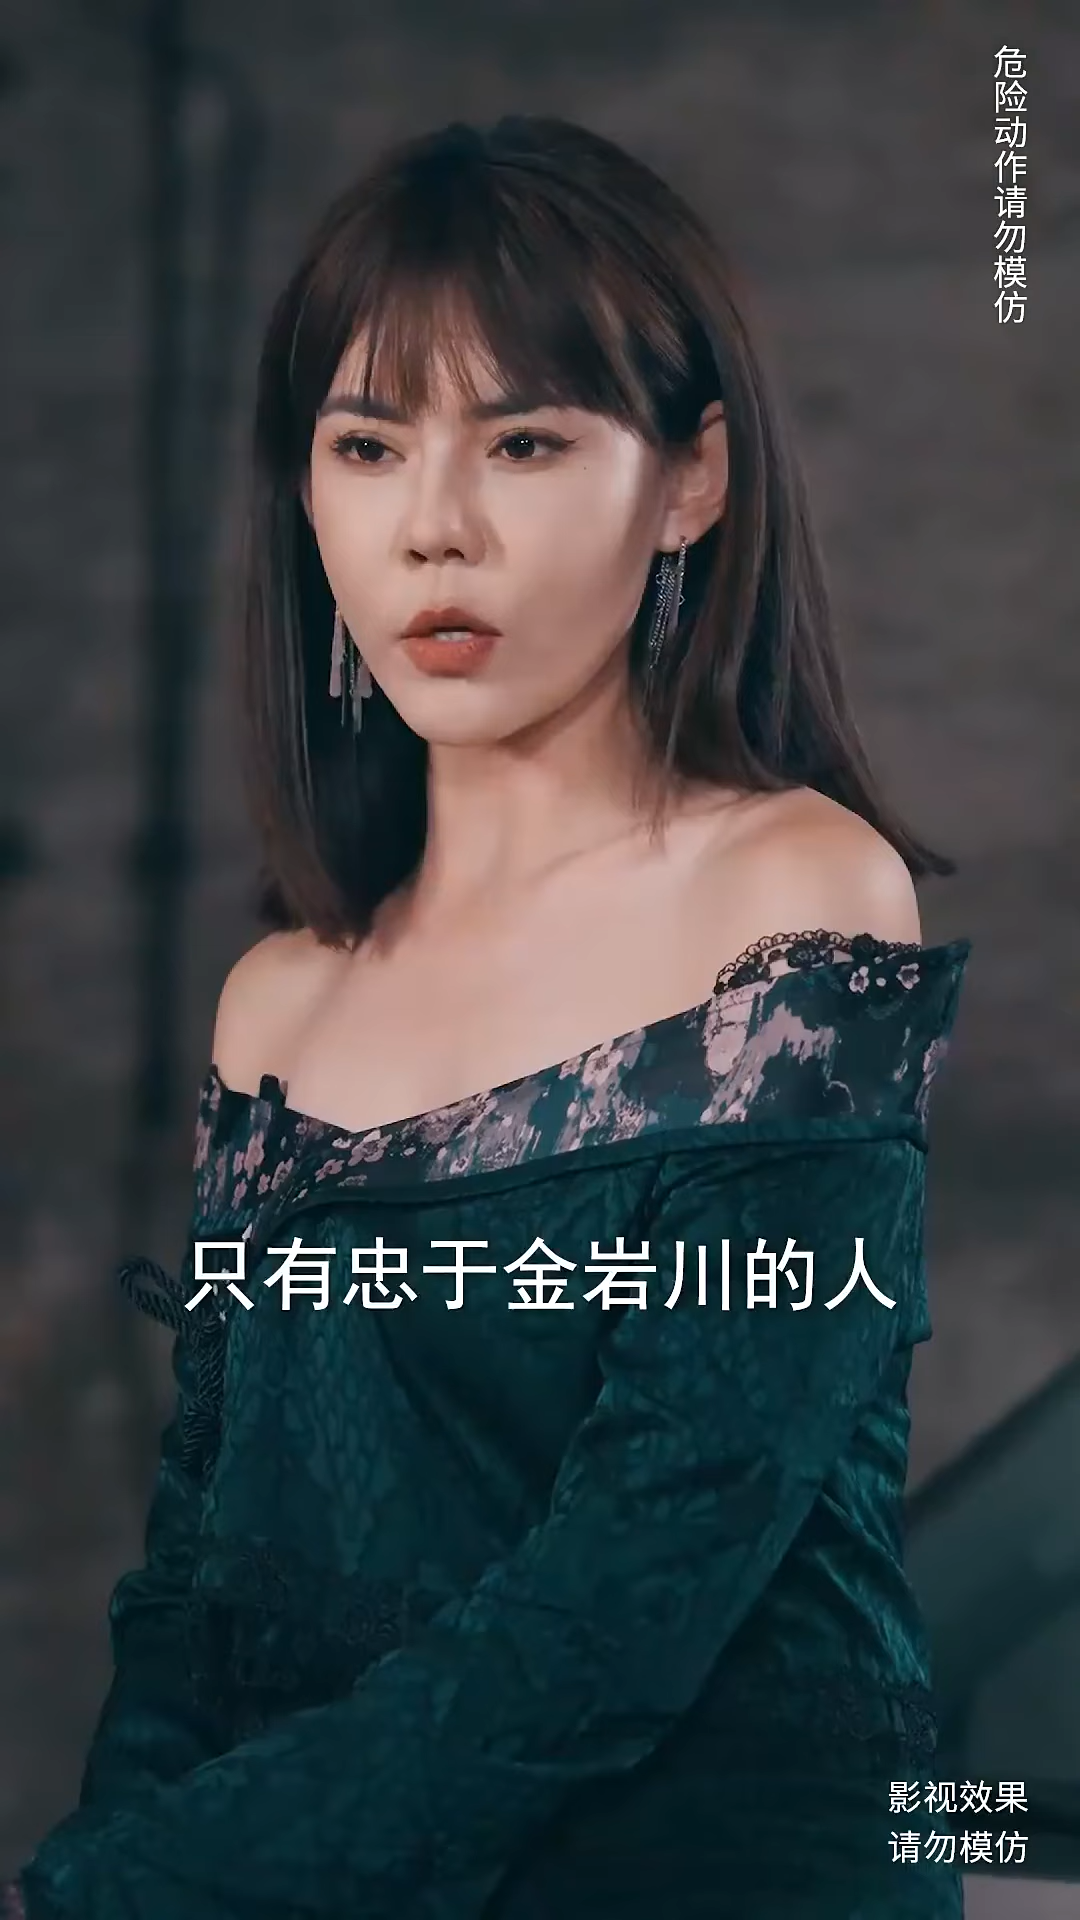 危险动作请勿模仿
只有忠于金岩川的人
影视效果
请勿模仿